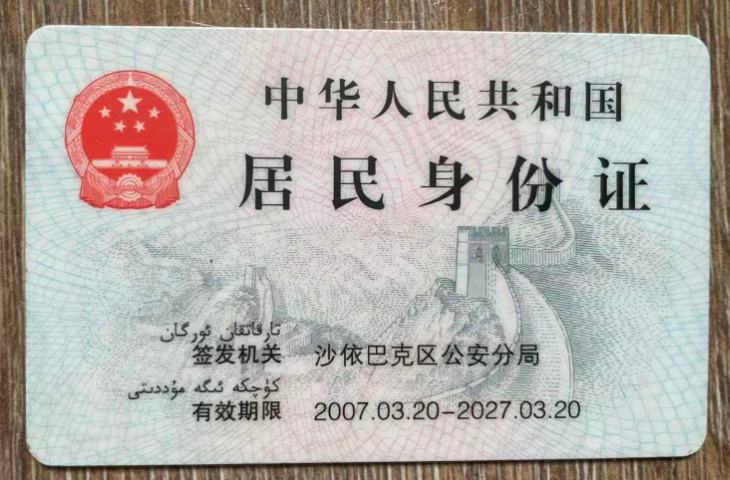 中华人民共和国
居民身份证
تارقاتقان ئورگان
签发机关 沙依巴克区公安分局
كۈچكە ئىگە مۇددىتى
有效期限 2007.03.20-2027.03.20